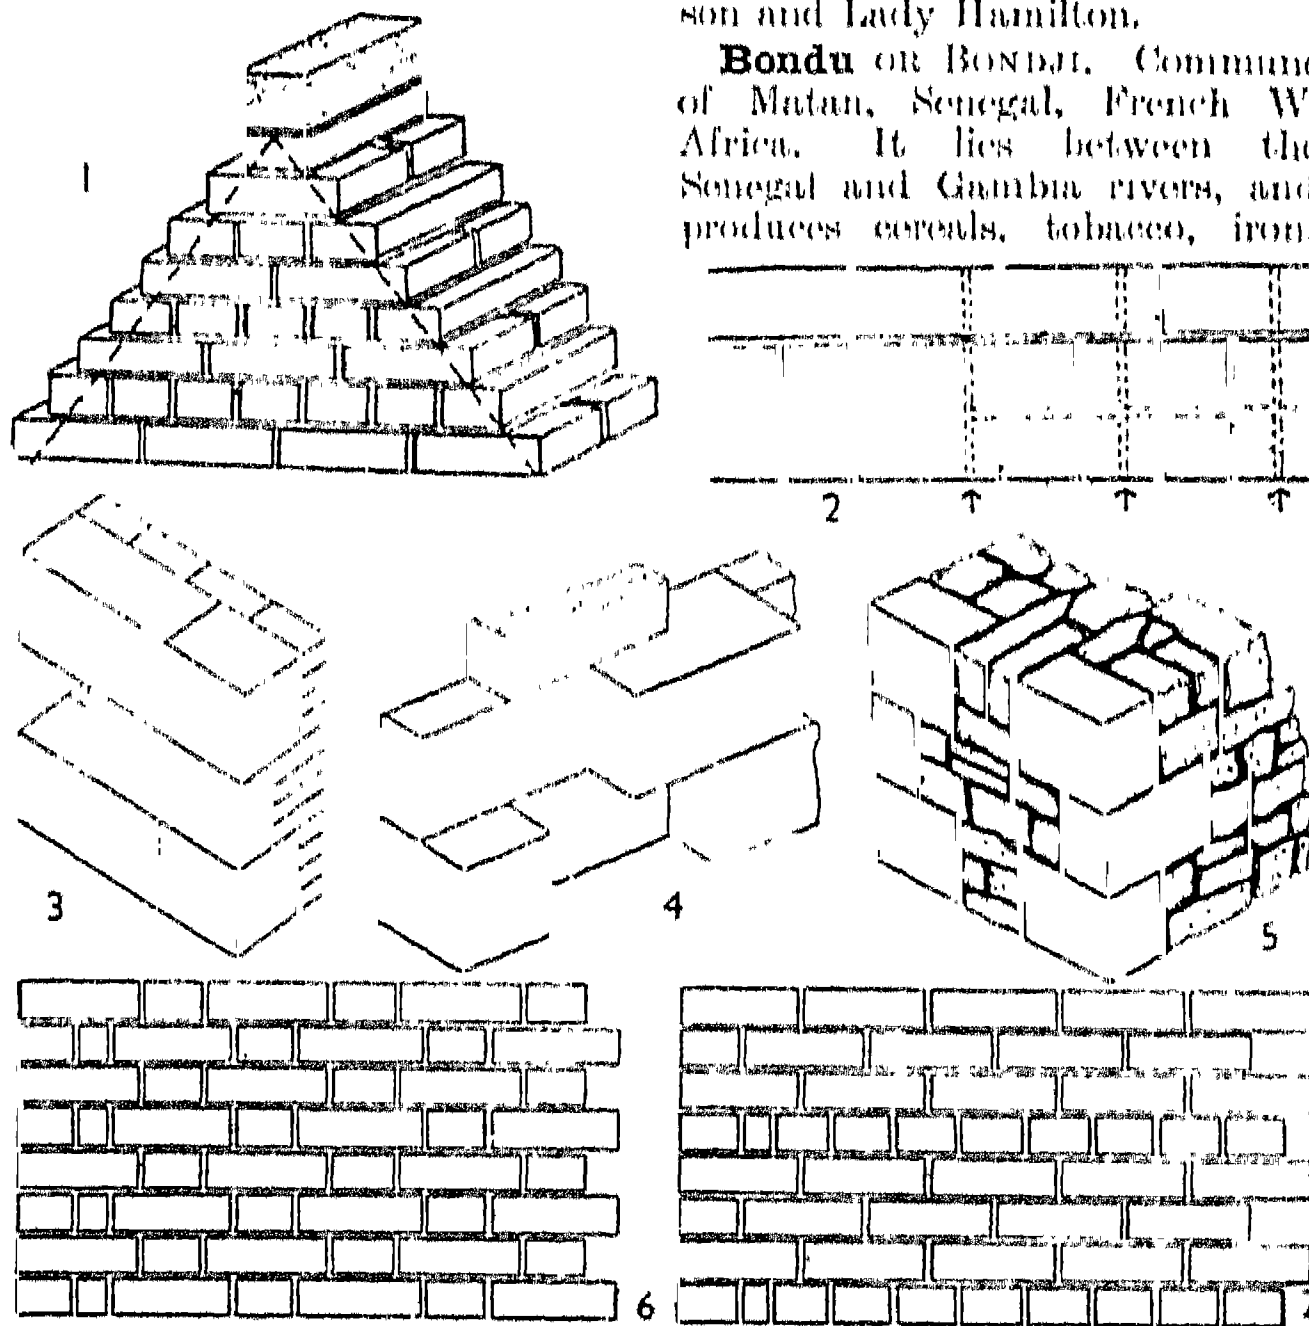 son and Lady Hamilton.
Bondu OR BONDJI. Commune
of Matan, Senegal, French W
Africa. It lies between the
Senegal and Gambia rivers, and
produces cereals, tobacco, iron,
1
2
3
4
5
6